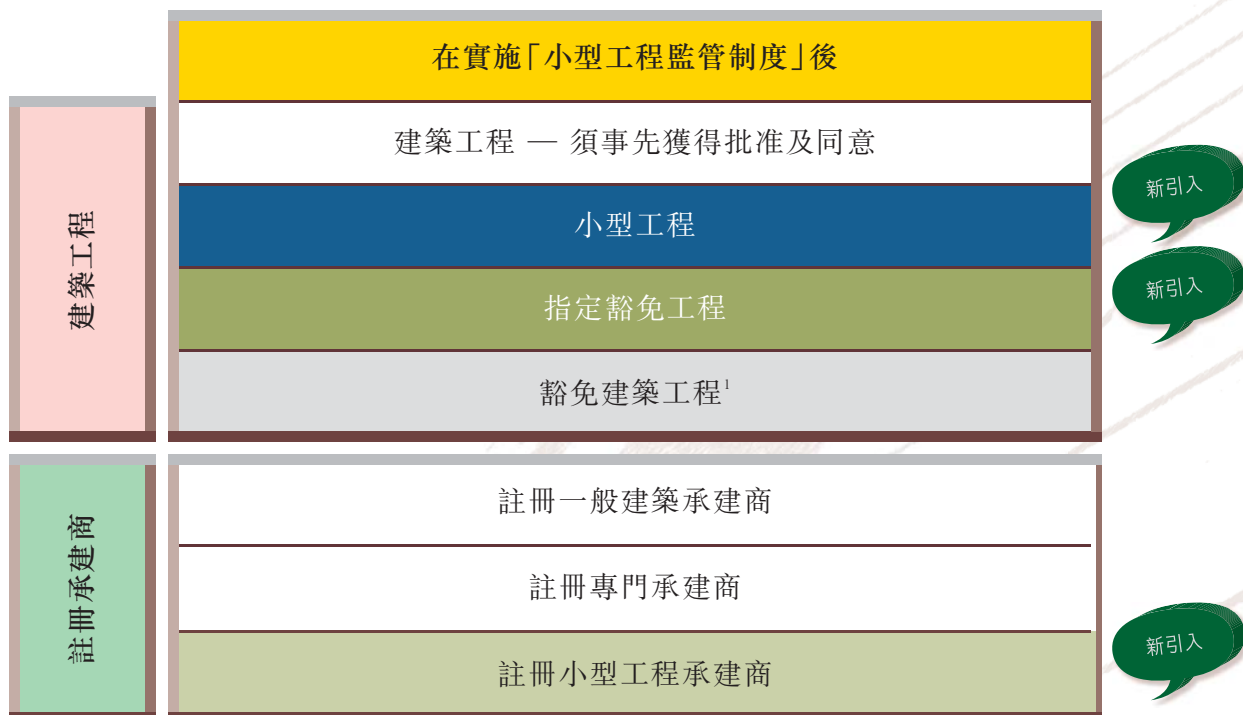 在實施「小型工程監管制度」後
建築工程
建築工程 — 須事先獲得批准及同意
小型工程
新引入
指定豁免工程
新引入
豁免建築工程1
註冊承建商
註冊一般建築承建商
註冊專門承建商
註冊小型工程承建商
新引入